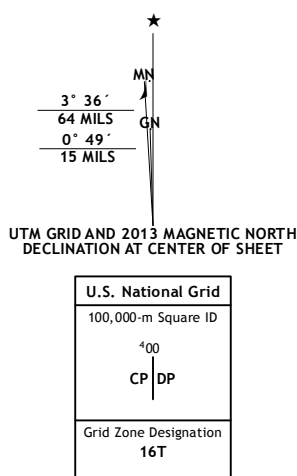 ★
MN
3° 36´
64 MILS
GN
0° 49´
15 MILS
UTM GRID AND 2013 MAGNETIC NORTH
DECLINATION AT CENTER OF SHEET
U.S. National Grid
100,000-m Square ID
⁴00
CP DP
Grid Zone Designation
16T